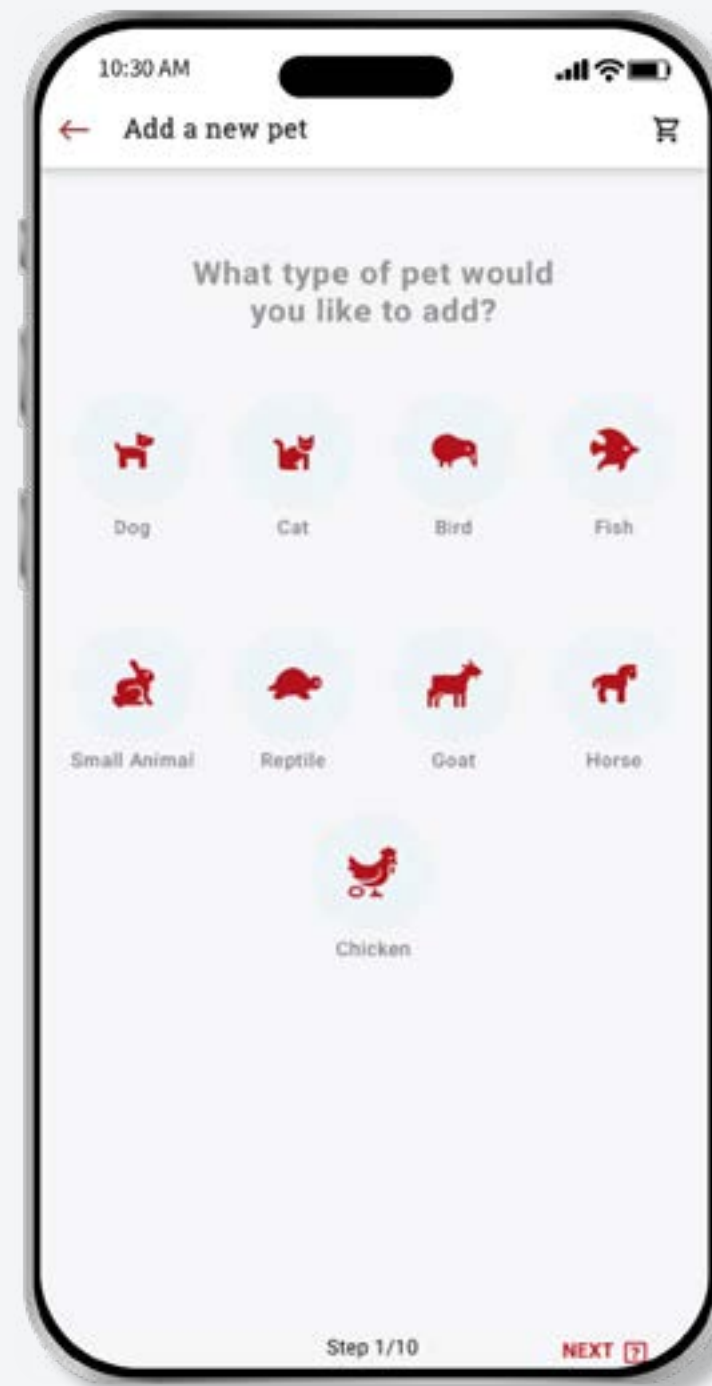 10:30 AM
Add a new pet
What type of pet would
you like to add?
Dog Cat Bird Fish
Small Animal Reptile Goat Horse
Chicken
Step 1/10 NEXT ?